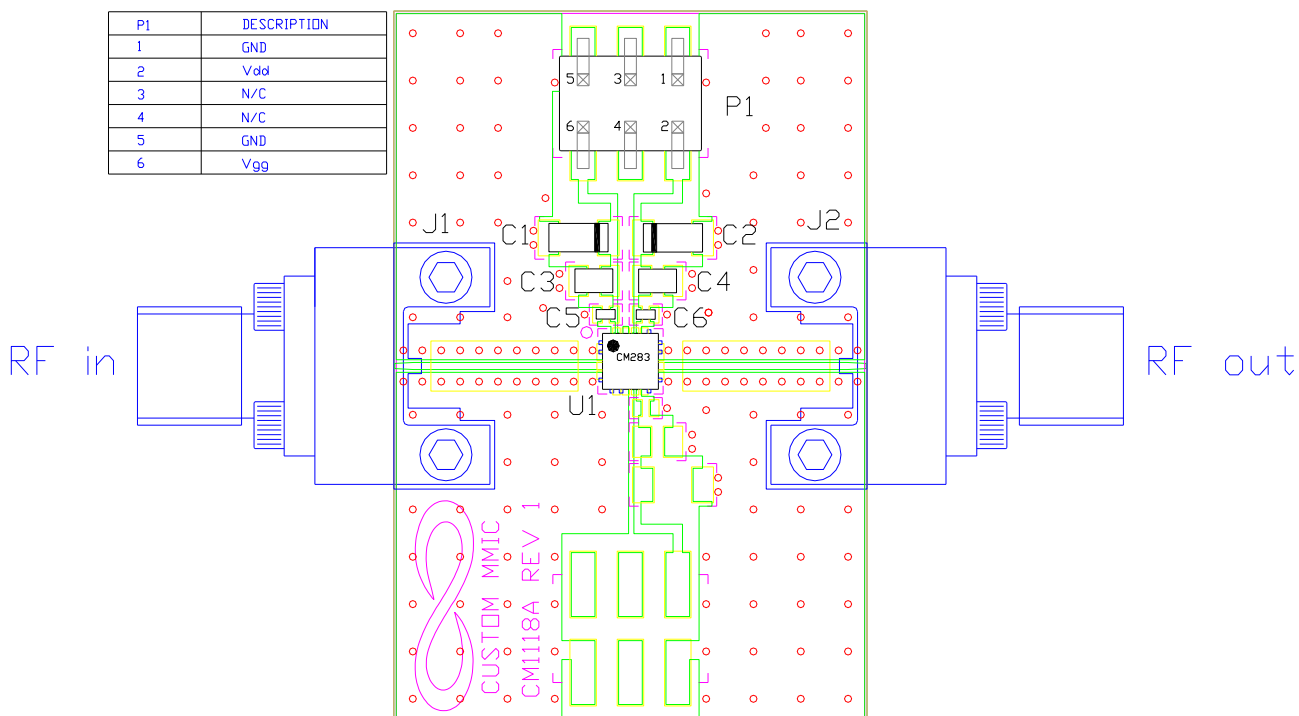 P1 DESCRIPTION
1 GND
2 Vdd
3 N/C
4 N/C
5 GND
6 Vgg
5 3 1
P1
6 4 2
J1
J2
C1
C2
C3
C4
C5
C6
CM283
RF in
RF out
U1
CUSTOM MMIC
CM1118A REV 1